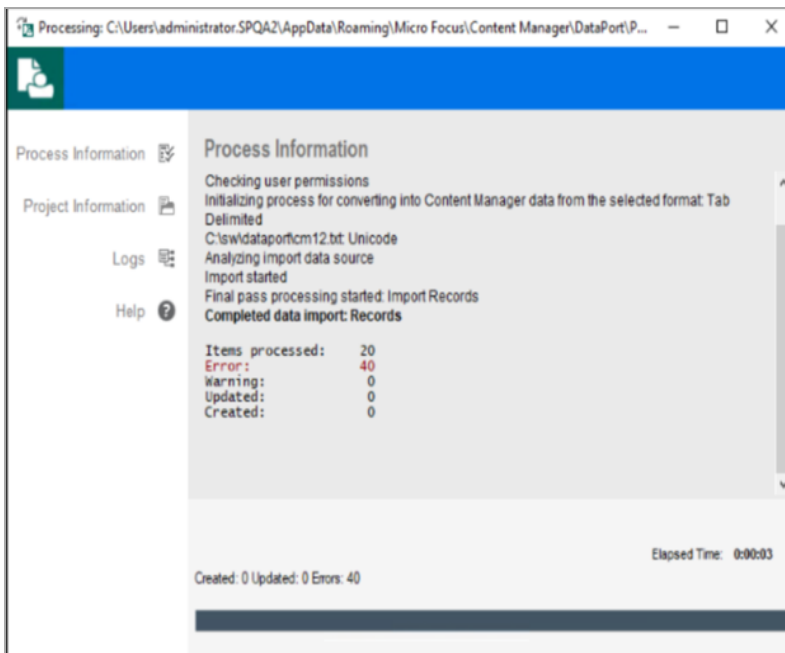 Processing: C:\Users\administrator.SPQA2\AppData\Roaming\Micro Focus\Content Manager\DataPort\P...
Process Information
Project Information
Logs
Help
Process Information
Checking user permissions
Initializing process for converting into Content Manager data from the selected format: Tab
Delimited
C:\sw\dataport\cm12.txt: Unicode
Analyzing import data source
Import started
Final pass processing started: Import Records
Completed data import: Records
Items processed: 20
Error: 40
Warning: 0
Updated: 0
Created: 0
Elapsed Time: 0:00:03
Created: 0 Updated: 0 Errors: 40